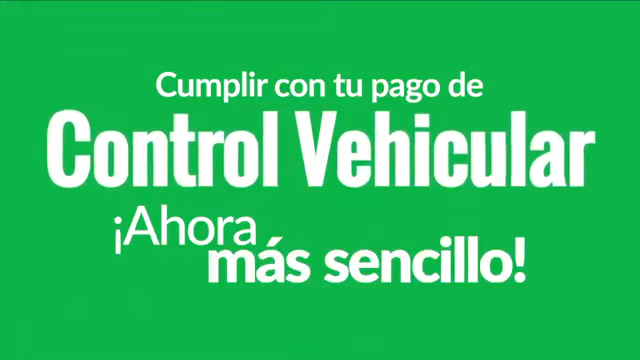 Cumplir con tu pago de
Control Vehicular
¡Ahora
más sencillo!